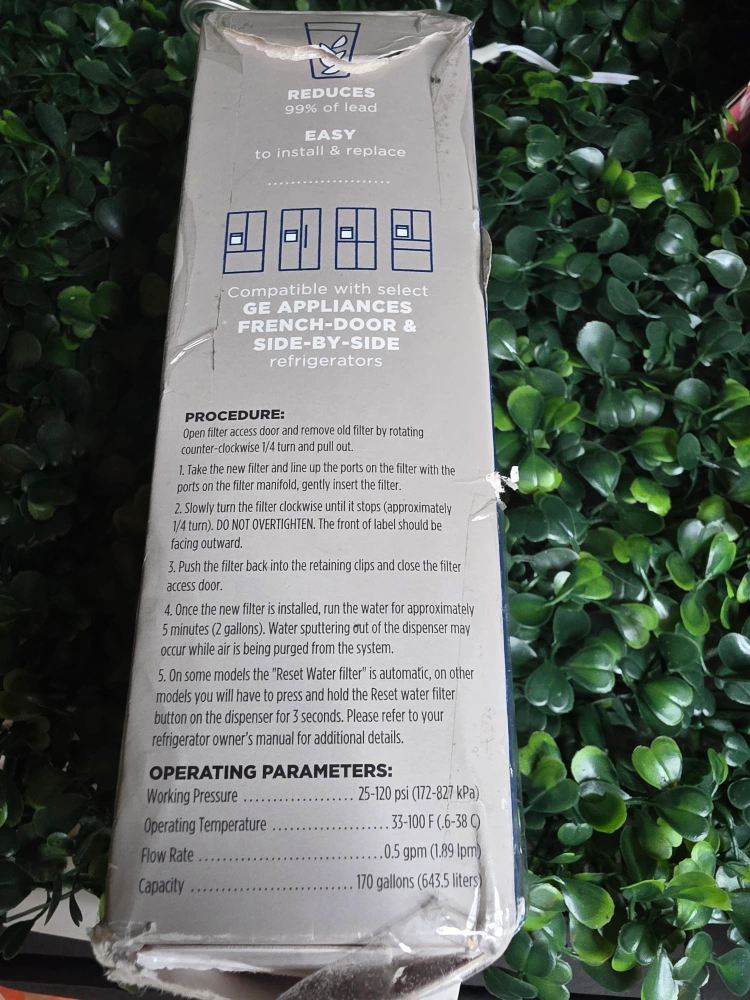 REDUCES
99% of lead
EASY
to install & replace
Compatible with select
GE APPLIANCES
FRENCH-DOOR &
SIDE-BY-SIDE
refrigerators
PROCEDURE:
Open filter access door and remove old filter by rotating
counter-clockwise 1/4 turn and pull out.
1. Take the new filter and line up the ports on the filter with the
ports on the filter manifold, gently insert the filter.
2. Slowly turn the filter clockwise until it stops (approximately
1/4 turn). DO NOT OVERTIGHTEN. The front of label should be
facing outward.
3. Push the filter back into the retaining clips and close the filter
access door.
4. Once the new filter is installed, run the water for approximately
5 minutes (2 gallons). Water sputtering out of the dispenser may
occur while air is being purged from the system.
5. On some models the "Reset Water filter" is automatic, on other
models you will have to press and hold the Reset water filter
button on the dispenser for 3 seconds. Please refer to your
refrigerator owner's manual for additional details.
OPERATING PARAMETERS:
Working Pressure .................... 25-120 psi (172-827 kPa)
Operating Temperature ..................... 33-100 F (.6-38 C)
Flow Rate .................................. 0.5 gpm (1.89 lpm)
Capacity ............................. 170 gallons (643.5 liters)